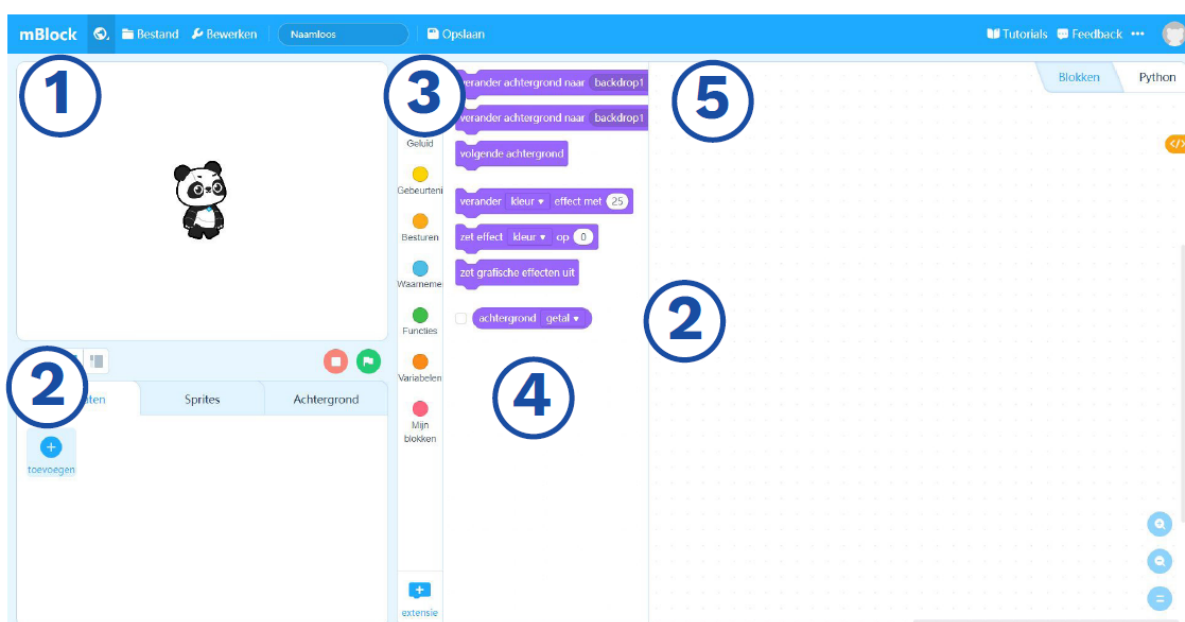 mBlock Bestand Bewerken Naamloos Opslaan Tutorials Feedback
1
3
5
Blokken Python
verander achtergrond naar backdrop1
verander achtergrond naar backdrop1
Geluid
volgende achtergrond
</>
Gebeurteni
verander kleur effect met 25
Besturen
zet effect kleur op 0
Waarneme
zet grafische effecten uit
2
Functies
achtergrond getal
2
4
Variabelen
Sprites Achtergrond
Mijn
blokken
toevoegen
extensie